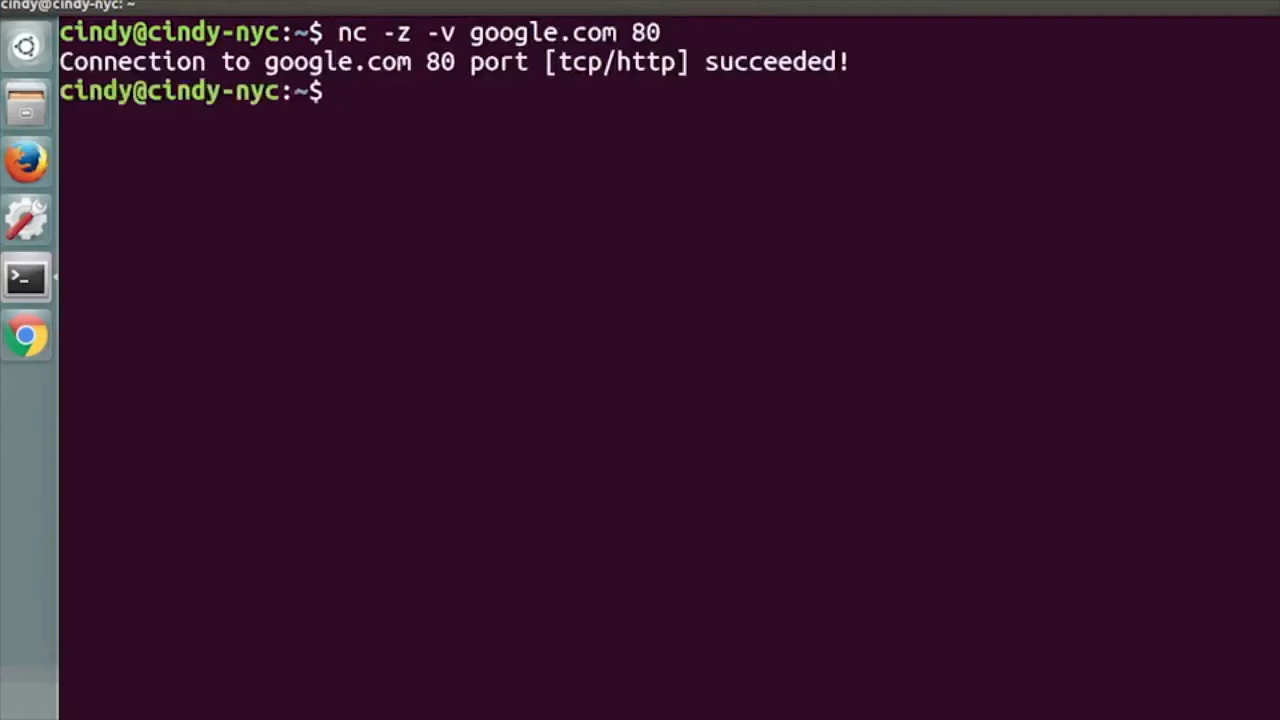 cindy@cindy-nyc: ~
cindy@cindy-nyc:~$ nc -z -v google.com 80
Connection to google.com 80 port [tcp/http] succeeded!
cindy@cindy-nyc:~$